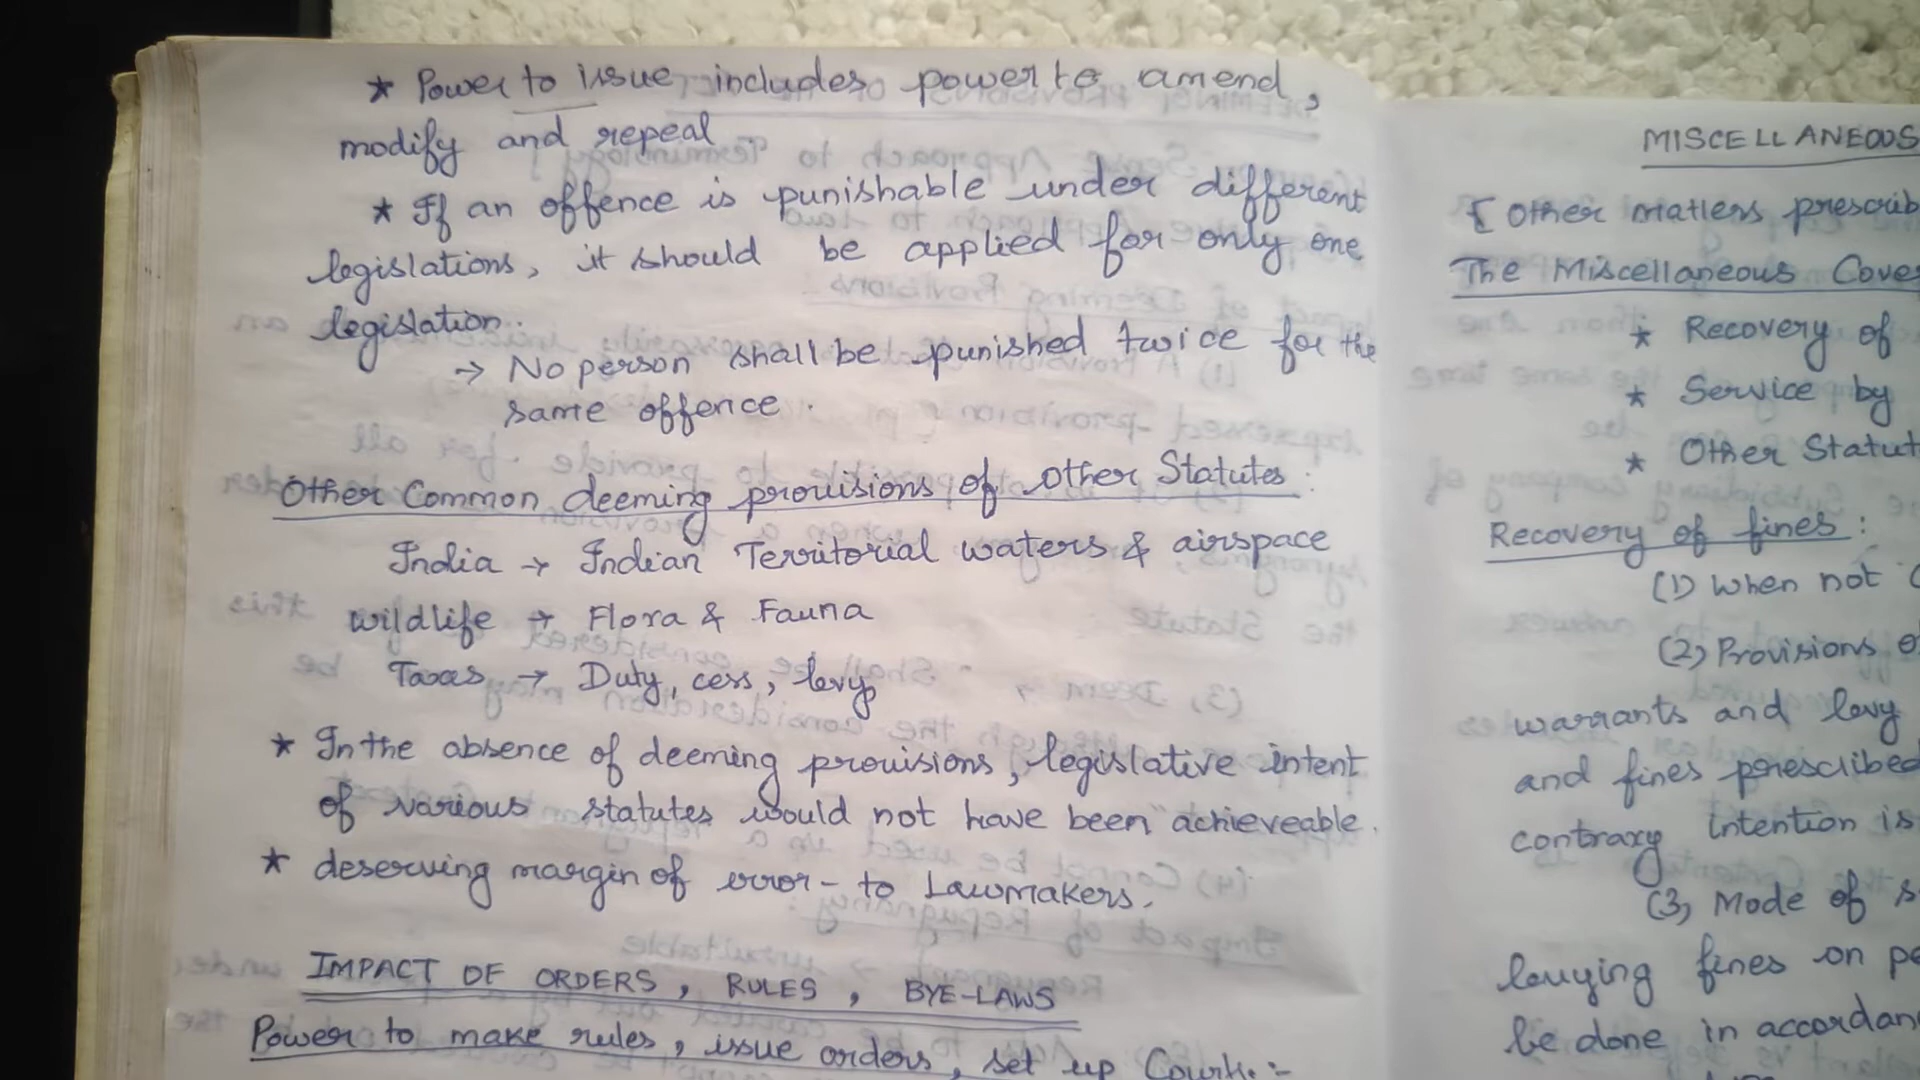 * Power to issue includes power to amend,
modify and repeal
* If an offence is punishable under different
legislations, it should be applied for only one
legislation.
→ No person shall be punished twice for the
same offence.
Other Common deeming provisions of other Statutes:
India → Indian Territorial waters & airspace
wildlife → Flora & Fauna
Taxas → Duty, cess, levy
* In the absence of deeming provisions, legislative intent
of various statutes would not have been achieveable.
* deserving margin of error - to Lawmakers.
IMPACT OF ORDERS, RULES, BYE-LAWS
Power to make rules, issue orders, set up Courts:-
MISCELLANEOUS
[Other matters prescrib
The Miscellaneous Cover
* Recovery of
* Service by
* Other Statut
Recovery of fines:
(1) When not
(2) Provisions o
warrants and levy
and fines presclibed
contraxy intention is
(3) Mode of s
levying fines on pe
be done in accordan